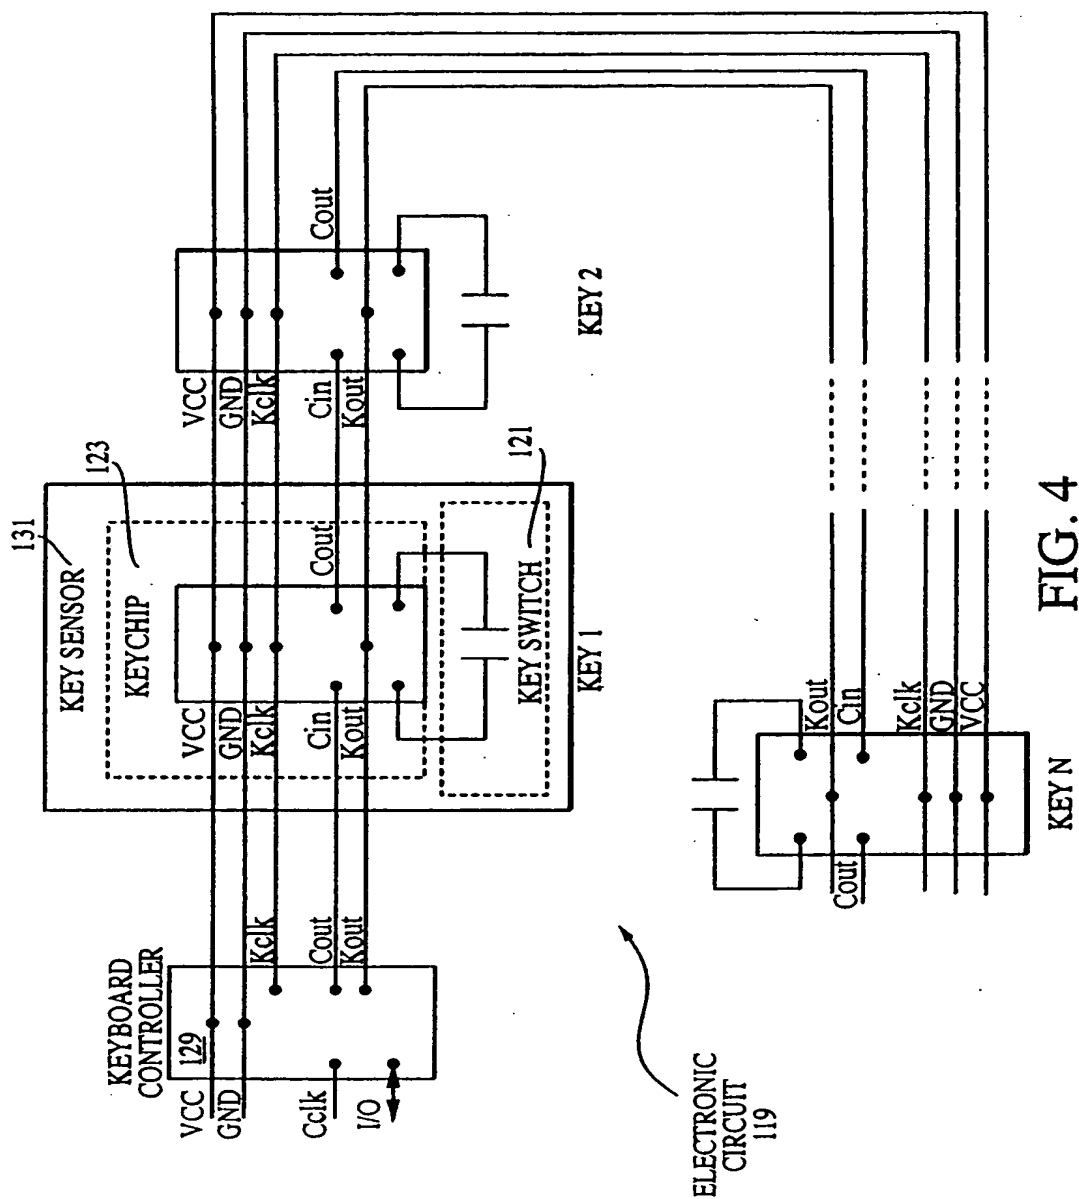 KEYBOARD
CONTROLLER
129
VCC
GND
Cclk
I/O
Kclk
Cout
Kout
KEY SENSOR
131
KEYCHIP
123
VCC
GND
Kclk
Cin
Kout
Cout
KEY SWITCH
121
KEY 1
VCC
GND
Kclk
Cin
Kout
Cout
KEY 2
Kout
Cin
Kclk
GND
VCC
Cout
KEY N
ELECTRONIC
CIRCUIT
119
FIG. 4